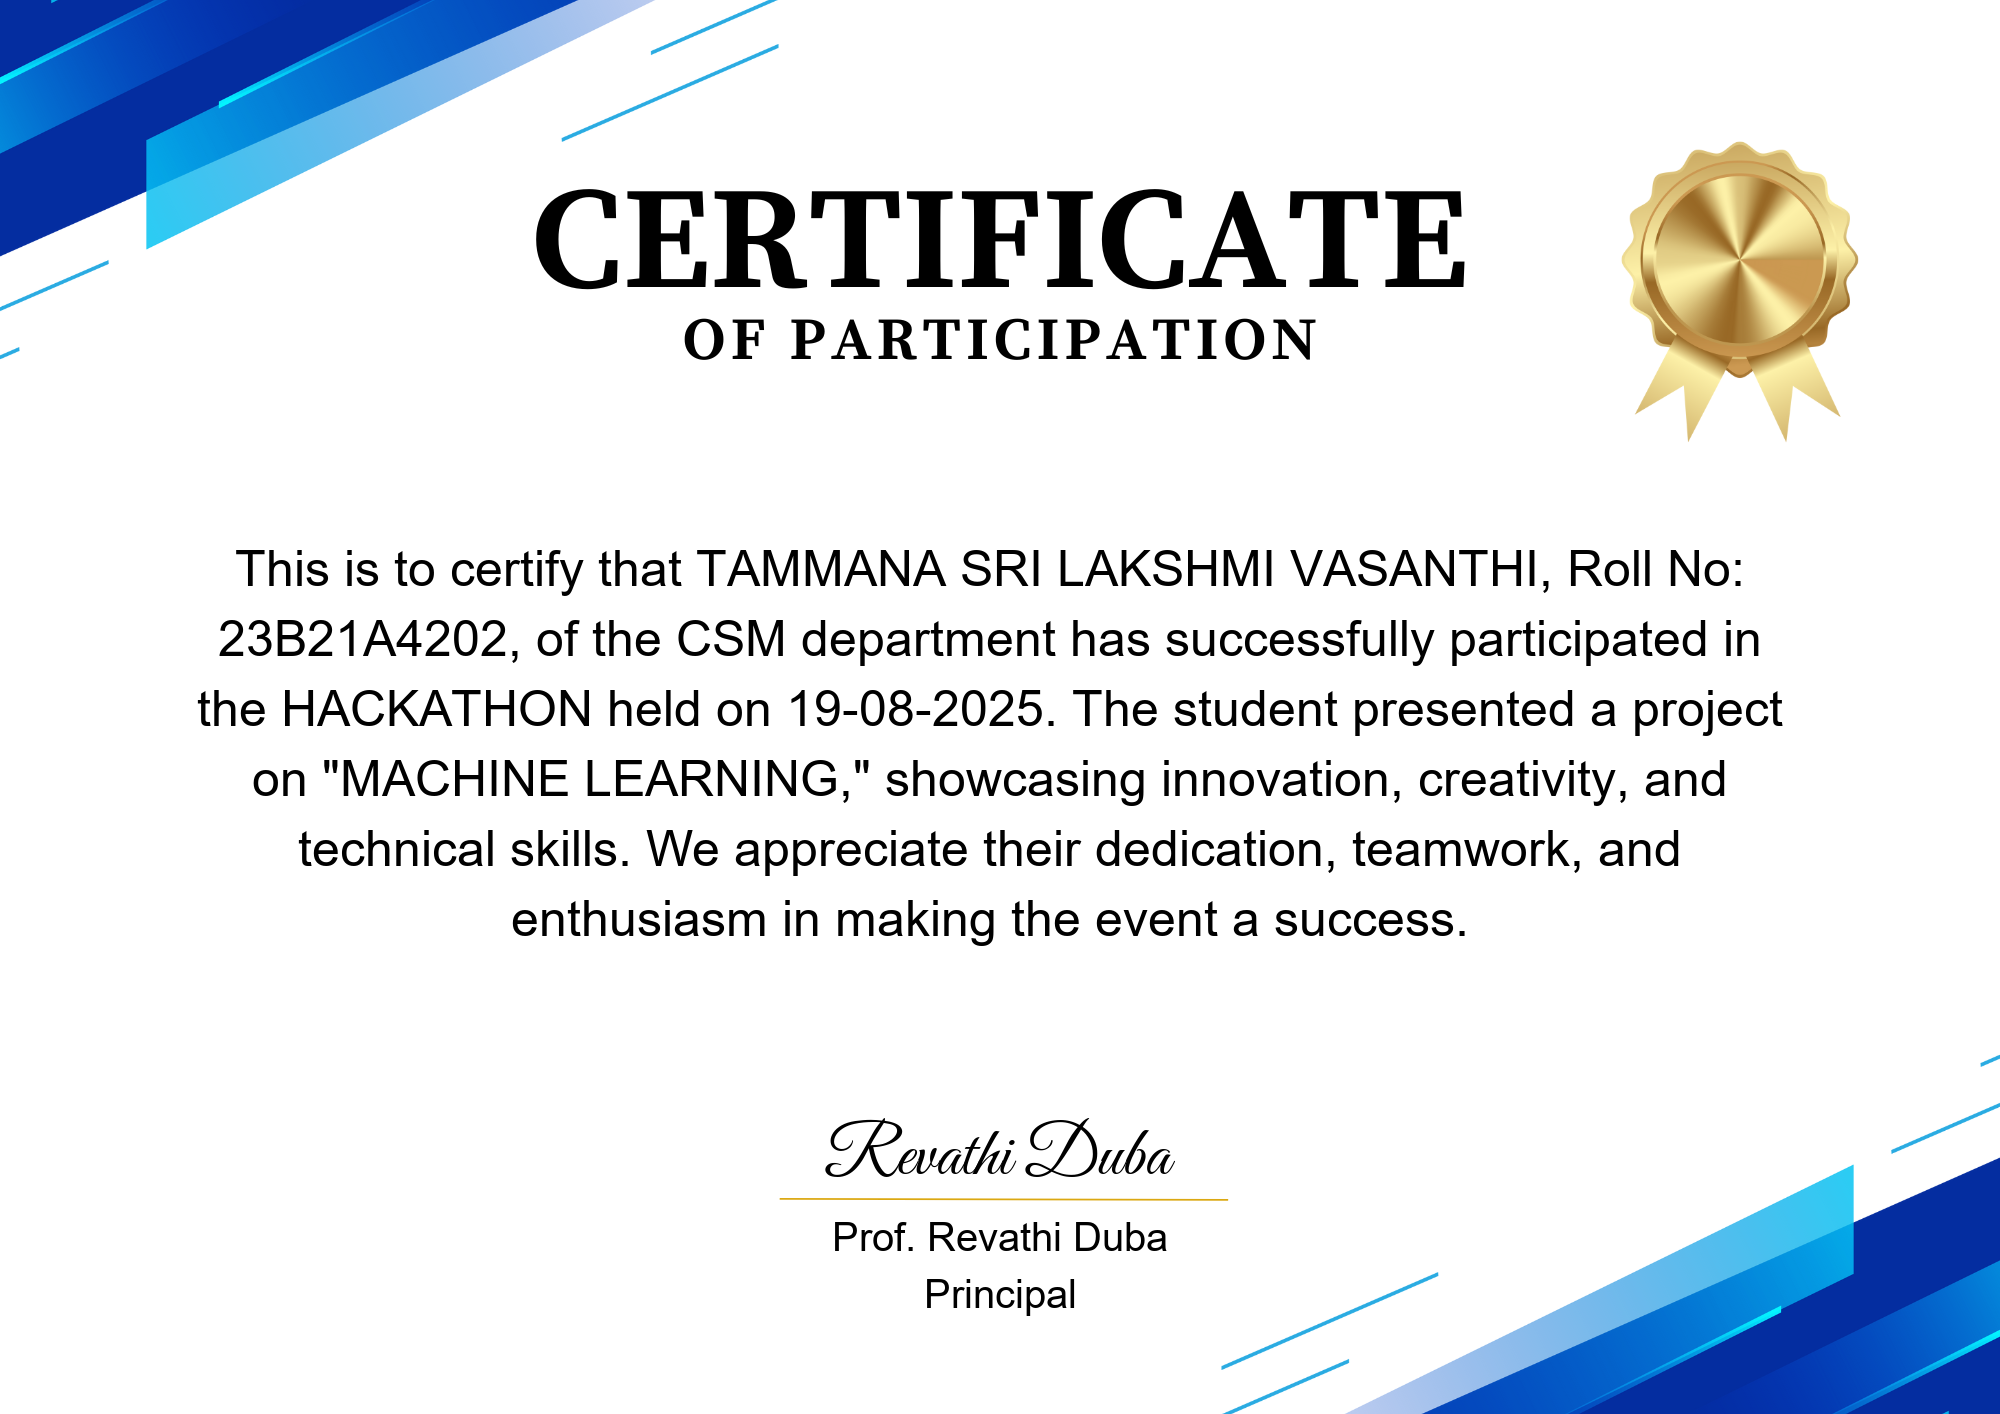 CERTIFICATE
OF PARTICIPATION
This is to certify that TAMMANA SRI LAKSHMI VASANTHI, Roll No:
23B21A4202, of the CSM department has successfully participated in
the HACKATHON held on 19-08-2025. The student presented a project
on "MACHINE LEARNING," showcasing innovation, creativity, and
technical skills. We appreciate their dedication, teamwork, and
enthusiasm in making the event a success.
Revathi Duba
Prof. Revathi Duba
Principal